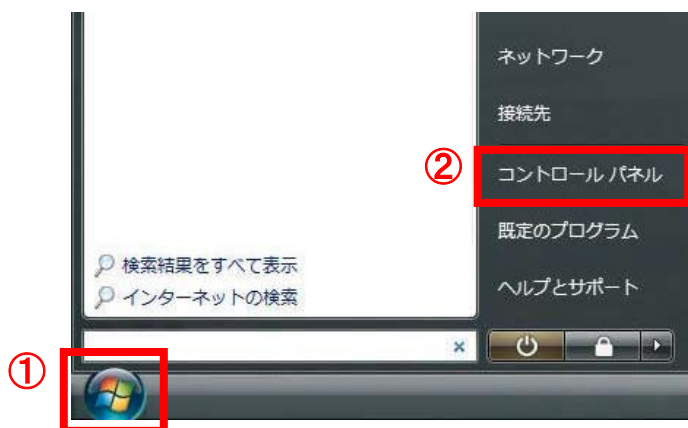 ネットワーク
接続先
②
コントロール パネル
既定のプログラム
検索結果をすべて表示
ヘルプとサポート
インターネットの検索
①